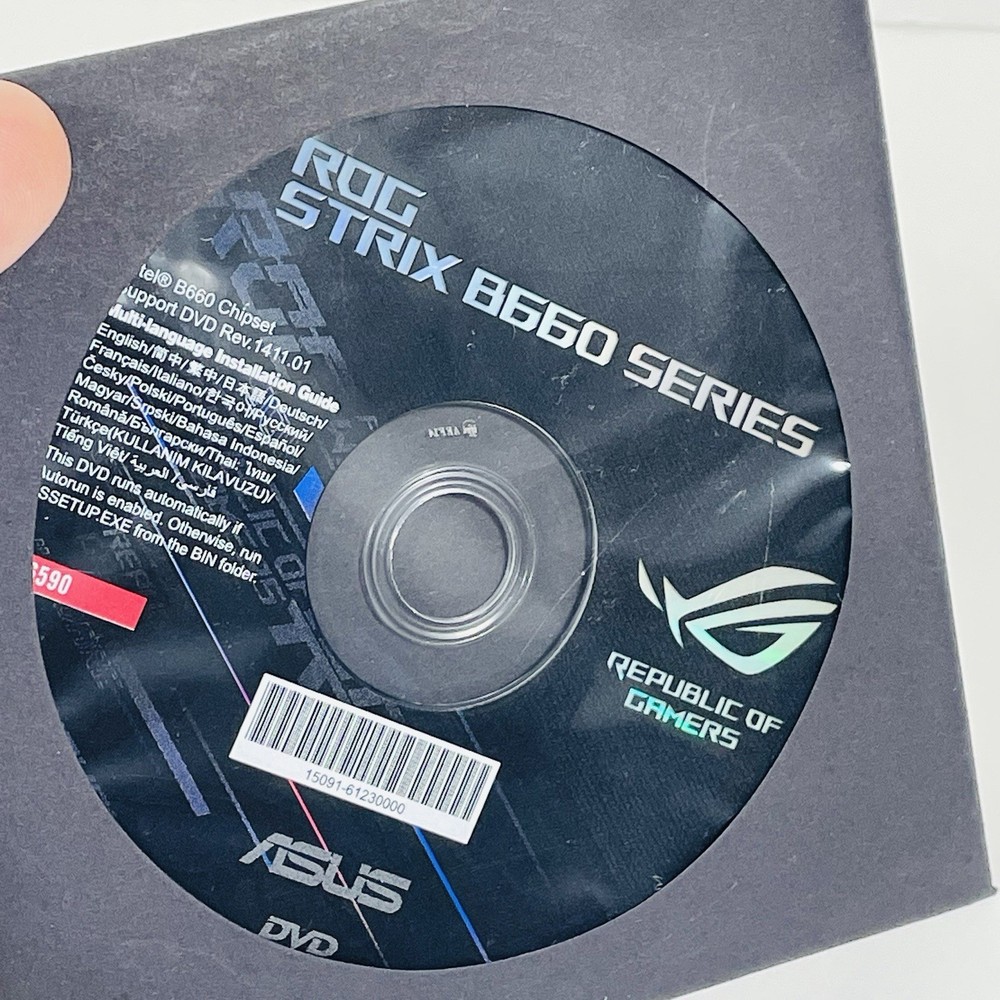 ROG
STRIX B660 SERIES
tel® B660 Chipset
upport DVD Rev.1411.01
Multi-language Installation Guide
English/简中/繁中/日本語/Deutsch/
Français/Italiano/한국어/Русский/
Česky/Polski/Português/Español/
Magyar/Srpski/Bahasa Indonesia/
Română/Български/Thai: ไทย/
Türkçe(KULLANIM KILAVUZU)/
Tiếng Việt/ العربية / فارسی
This DVD runs automatically if
utorun is enabled. Otherwise, run
SSETUP.EXE from the BIN folder.
590
REPUBLIC OF
GAMERS
15091-61230000
ASUS
DVD